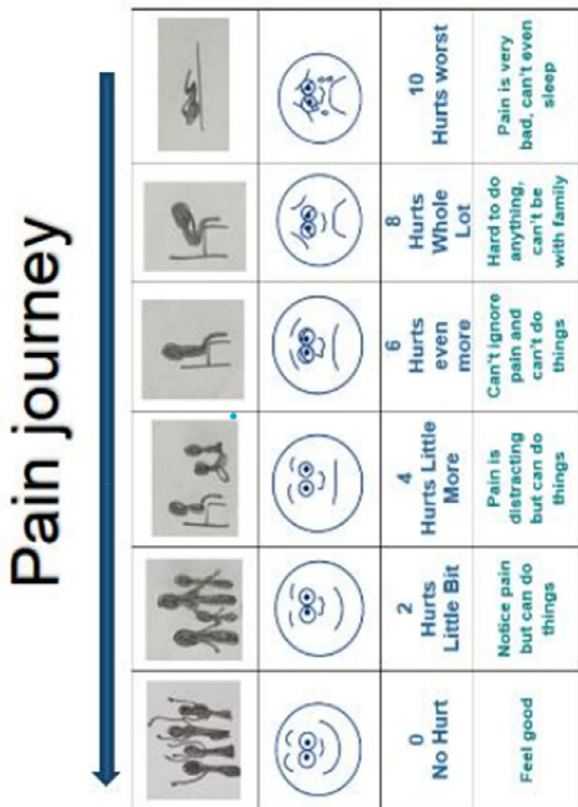 Pain journey
10
Hurts worst
Pain is very
bad, can't even
sleep
8
Hurts
Whole
Lot
Hard to do
anything,
can't be
with family
6
Hurts
even
more
Can't ignore
pain and
can't do
things
4
Hurts Little
More
Pain is
distracting
but can do
things
2
Hurts
Little Bit
Notice pain
but can do
things
0
No Hurt
Feel good